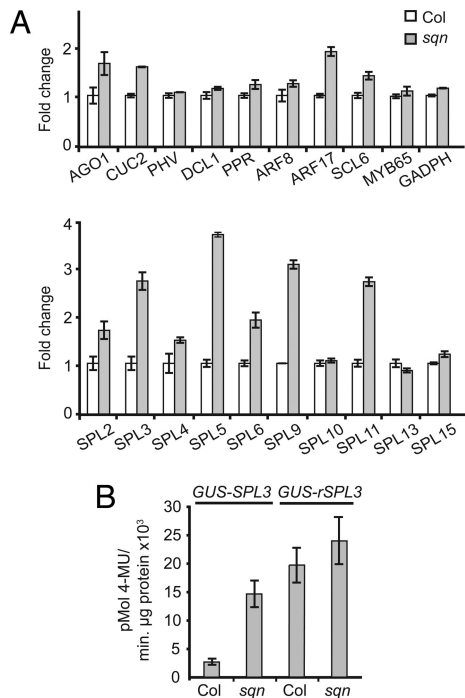 A
Col
sqn
Fold change
2
1
0
AGO1 CUC2 PHV DCL1 PPR ARF8 ARF17 SCL6 MYB65 GADPH
Fold change
4
3
2
1
0
SPL2 SPL3 SPL4 SPL5 SPL6 SPL9 SPL10 SPL11 SPL13 SPL15
B
GUS-SPL3 GUS-rSPL3
pMol 4-MU/
min. µg protein x10³
30
25
20
15
10
5
0
Col sqn Col sqn